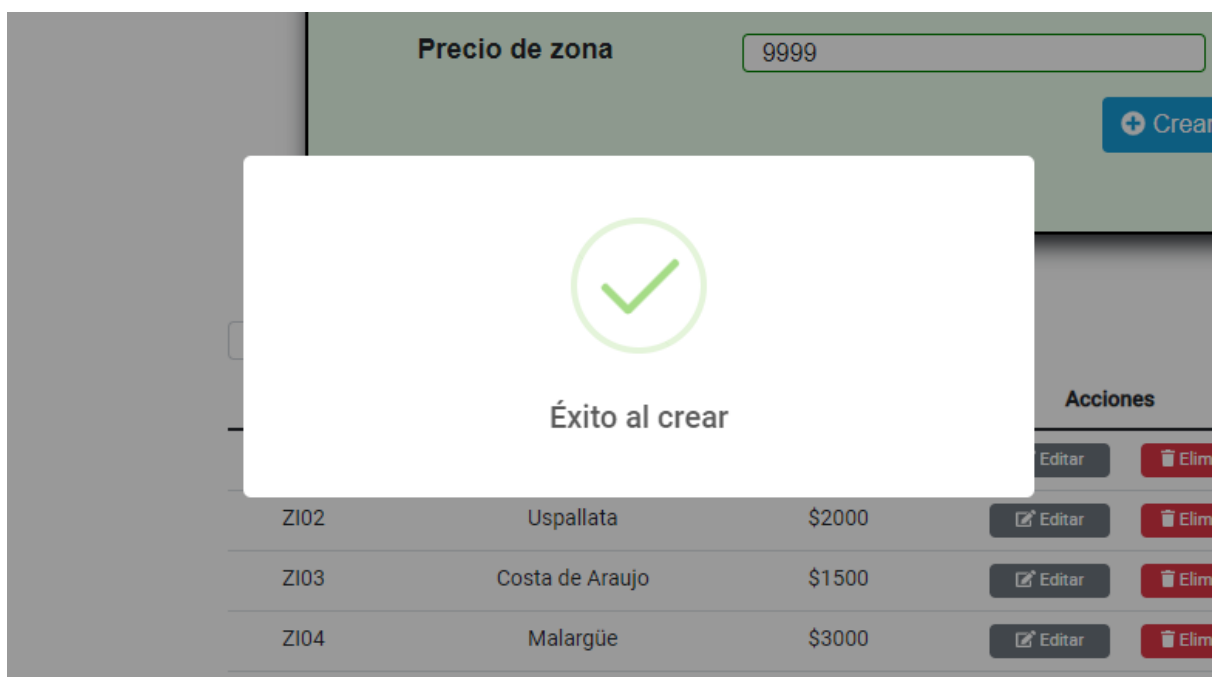 Precio de zona 9999
Crear
Éxito al crear
Acciones
Editar
ZI02 Uspallata $2000 Editar
ZI03 Costa de Araujo $1500 Editar
ZI04 Malargüe $3000 Editar